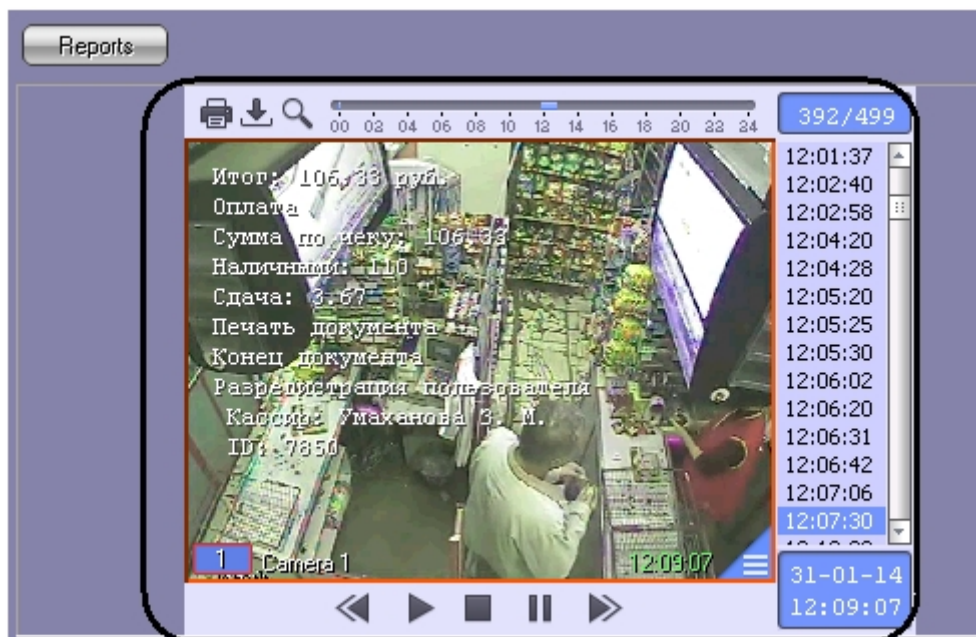 Reports
392/499
00 02 04 06 08 10 12 14 16 18 20 22 24
12:01:37
12:02:40
12:02:58
12:04:20
12:04:28
12:05:20
12:05:25
12:05:30
12:06:02
12:06:20
12:06:31
12:06:42
12:07:06
12:07:30
Итог: 106,33 руб.
Оплата
Сумма по чеку: 106,33
Наличными: 110
Сдача: 3.67
Печать документа
Конец документа
Разрегистрация пользователя
Кассир: Умаханова З. М.
ID: 7850
1 Camera 1 12:09:07
31-01-14
12:09:07